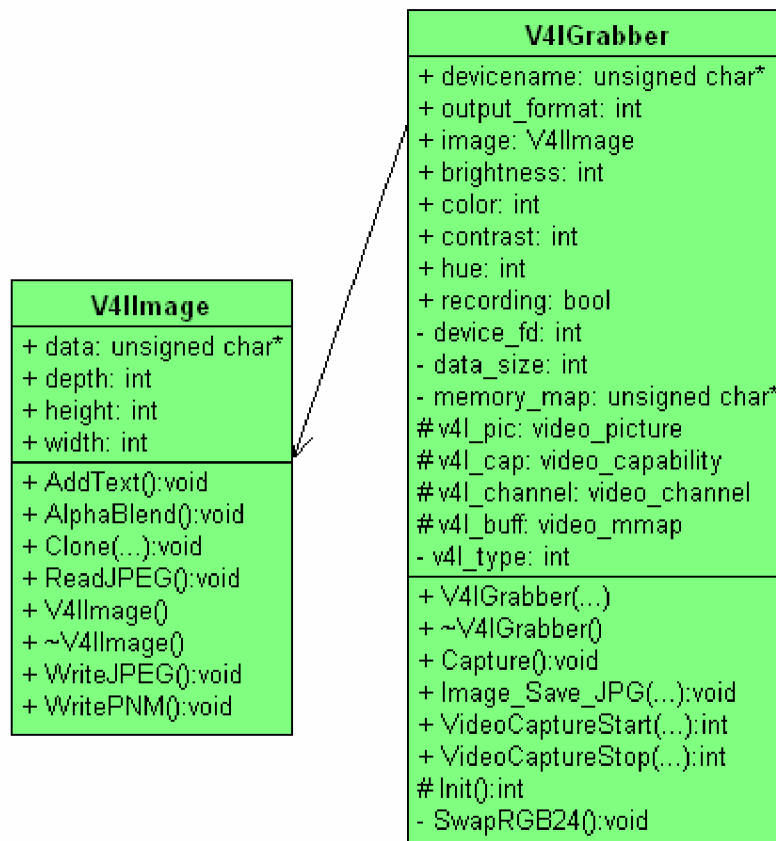 V4lGrabber
+ devicename: unsigned char*
+ output_format: int
+ image: V4lImage
+ brightness: int
+ color: int
+ contrast: int
+ hue: int
+ recording: bool
- device_fd: int
- data_size: int
- memory_map: unsigned char*
# v4l_pic: video_picture
# v4l_cap: video_capability
# v4l_channel: video_channel
# v4l_buff: video_mmap
- v4l_type: int
+ V4lGrabber(...)
+ ~V4lGrabber()
+ Capture():void
+ Image_Save_JPG(...):void
+ VideoCaptureStart(...):int
+ VideoCaptureStop(...):int
# Init():int
- SwapRGB24():void
V4lImage
+ data: unsigned char*
+ depth: int
+ height: int
+ width: int
+ AddText():void
+ AlphaBlend():void
+ Clone(...):void
+ ReadJPEG():void
+ V4lImage()
+ ~V4lImage()
+ WriteJPEG():void
+ WritePNM():void